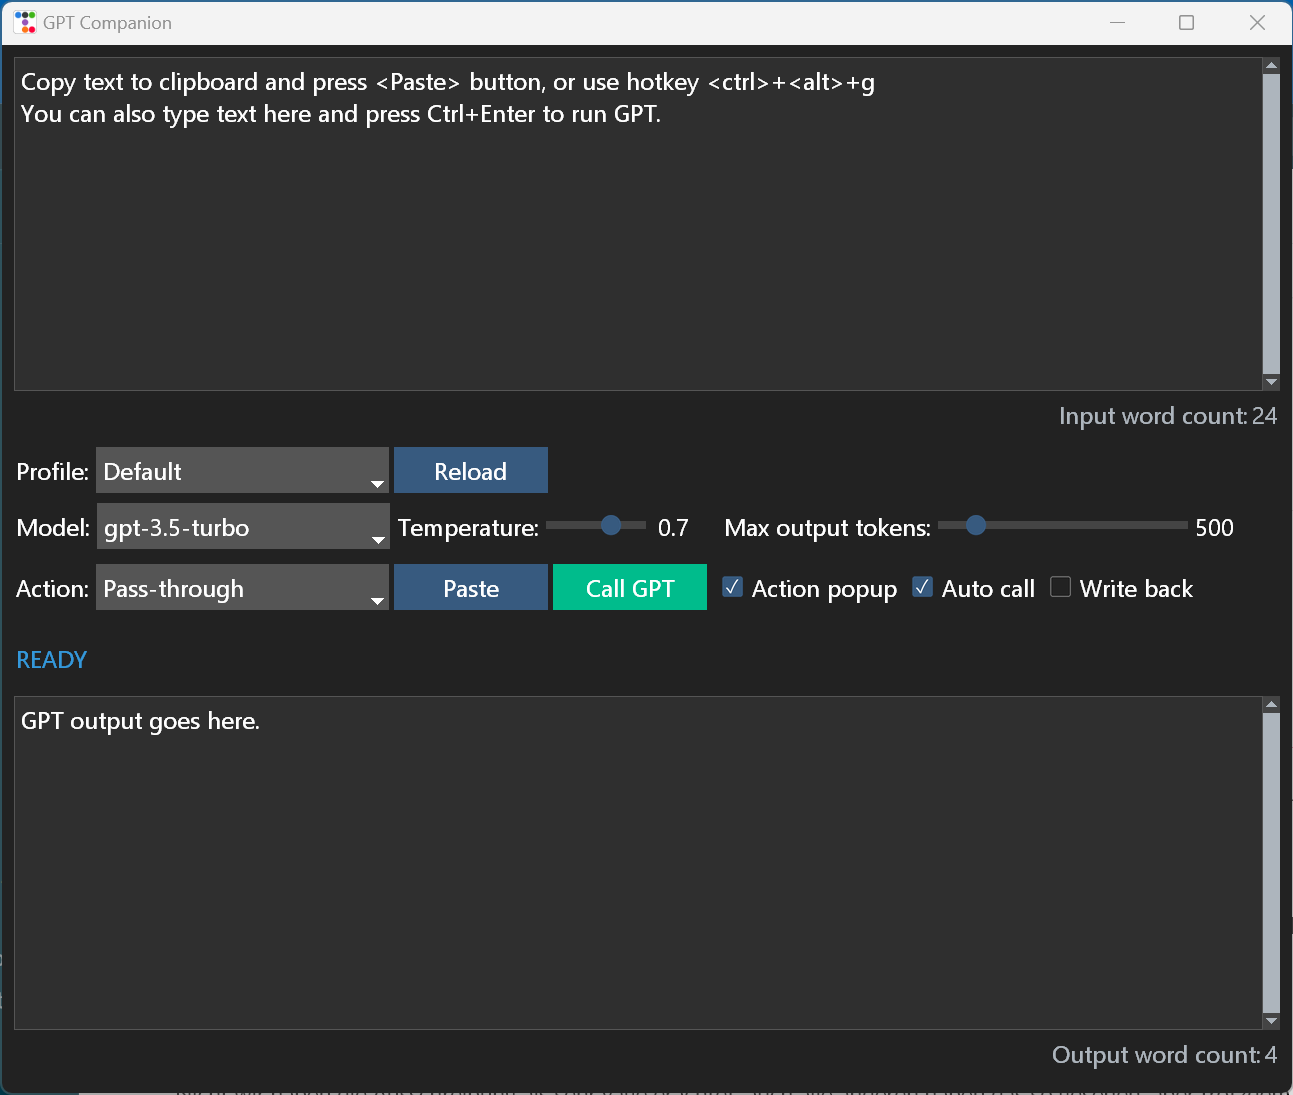 GPT Companion
Copy text to clipboard and press <Paste> button, or use hotkey <ctrl>+<alt>+g
You can also type text here and press Ctrl+Enter to run GPT.
Input word count: 24
Profile: Default Reload
Model: gpt-3.5-turbo Temperature: 0.7 Max output tokens: 500
Action: Pass-through Paste Call GPT Action popup Auto call Write back
READY
GPT output goes here.
Output word count: 4